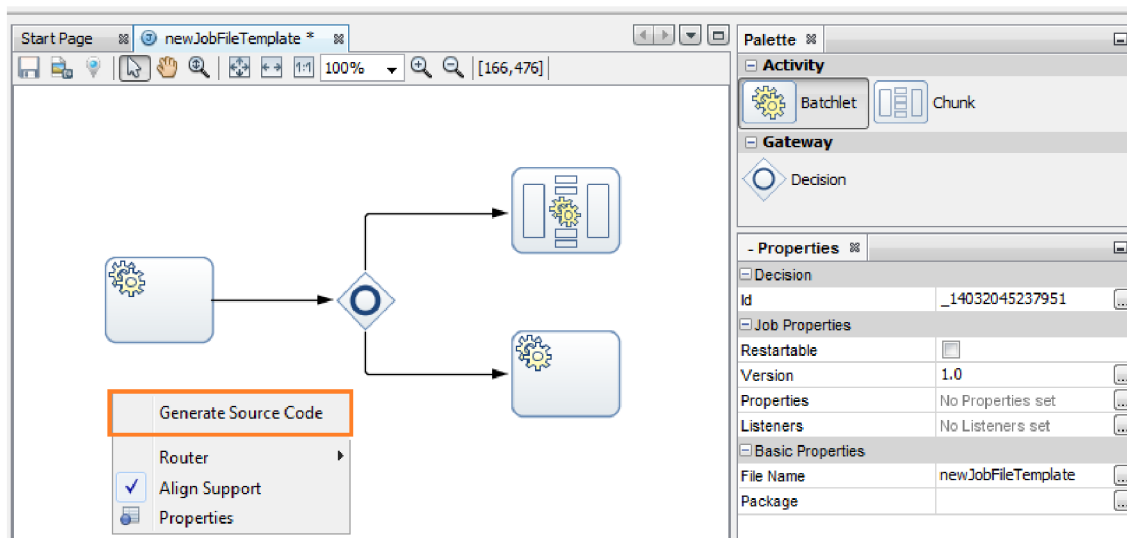 Start Page newJobFileTemplate *
100% [166,476]
Generate Source Code
Router
Align Support
Properties
Palette
Activity
Batchlet Chunk
Gateway
Decision
- Properties
Decision
Id _14032045237951 ...
Job Properties
Restartable
Version 1.0 ...
Properties No Properties set ...
Listeners No Listeners set ...
Basic Properties
File Name newJobFileTemplate ...
Package ...